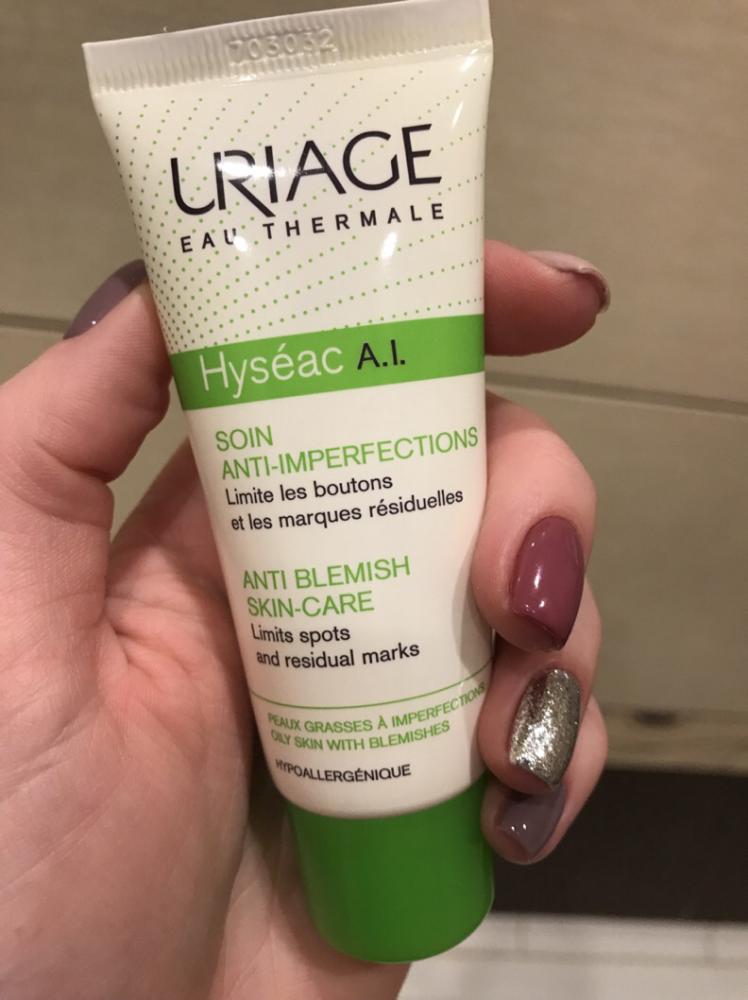 703032
URIAGE
EAU THERMALE
Hyséac A.I.
SOIN
ANTI-IMPERFECTIONS
Limite les boutons
et les marques résiduelles
ANTI BLEMISH
SKIN-CARE
Limits spots
and residual marks
PEAUX GRASSES À IMPERFECTIONS
OILY SKIN WITH BLEMISHES
HYPOALLERGÉNIQUE